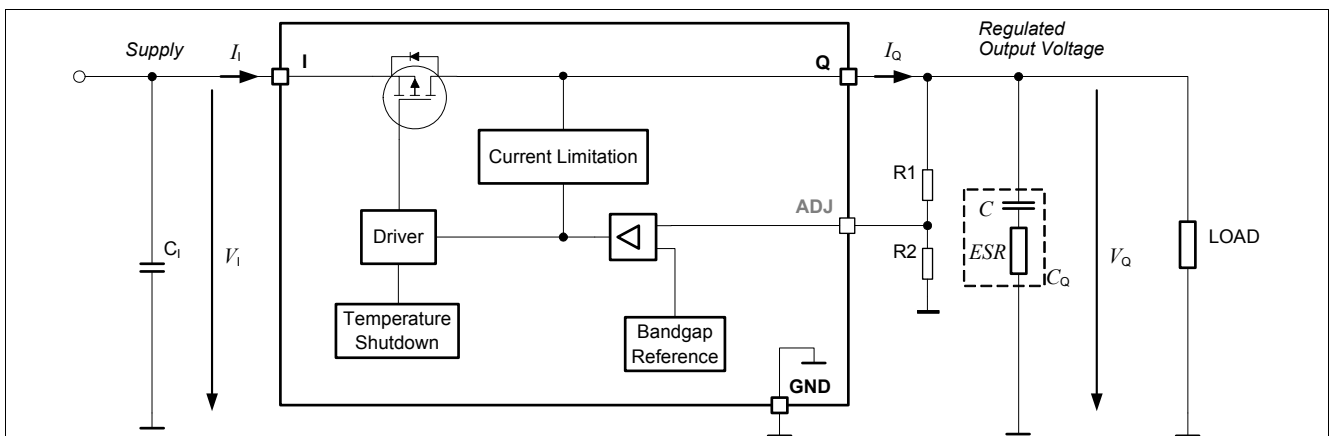 Supply
I_I
I
Q
I_Q
Regulated
Output Voltage
Current Limitation
R1
ADJ
C
Driver
C_I
V_I
R2
ESR
C_Q
V_Q
LOAD
Temperature
Shutdown
Bandgap
Reference
GND